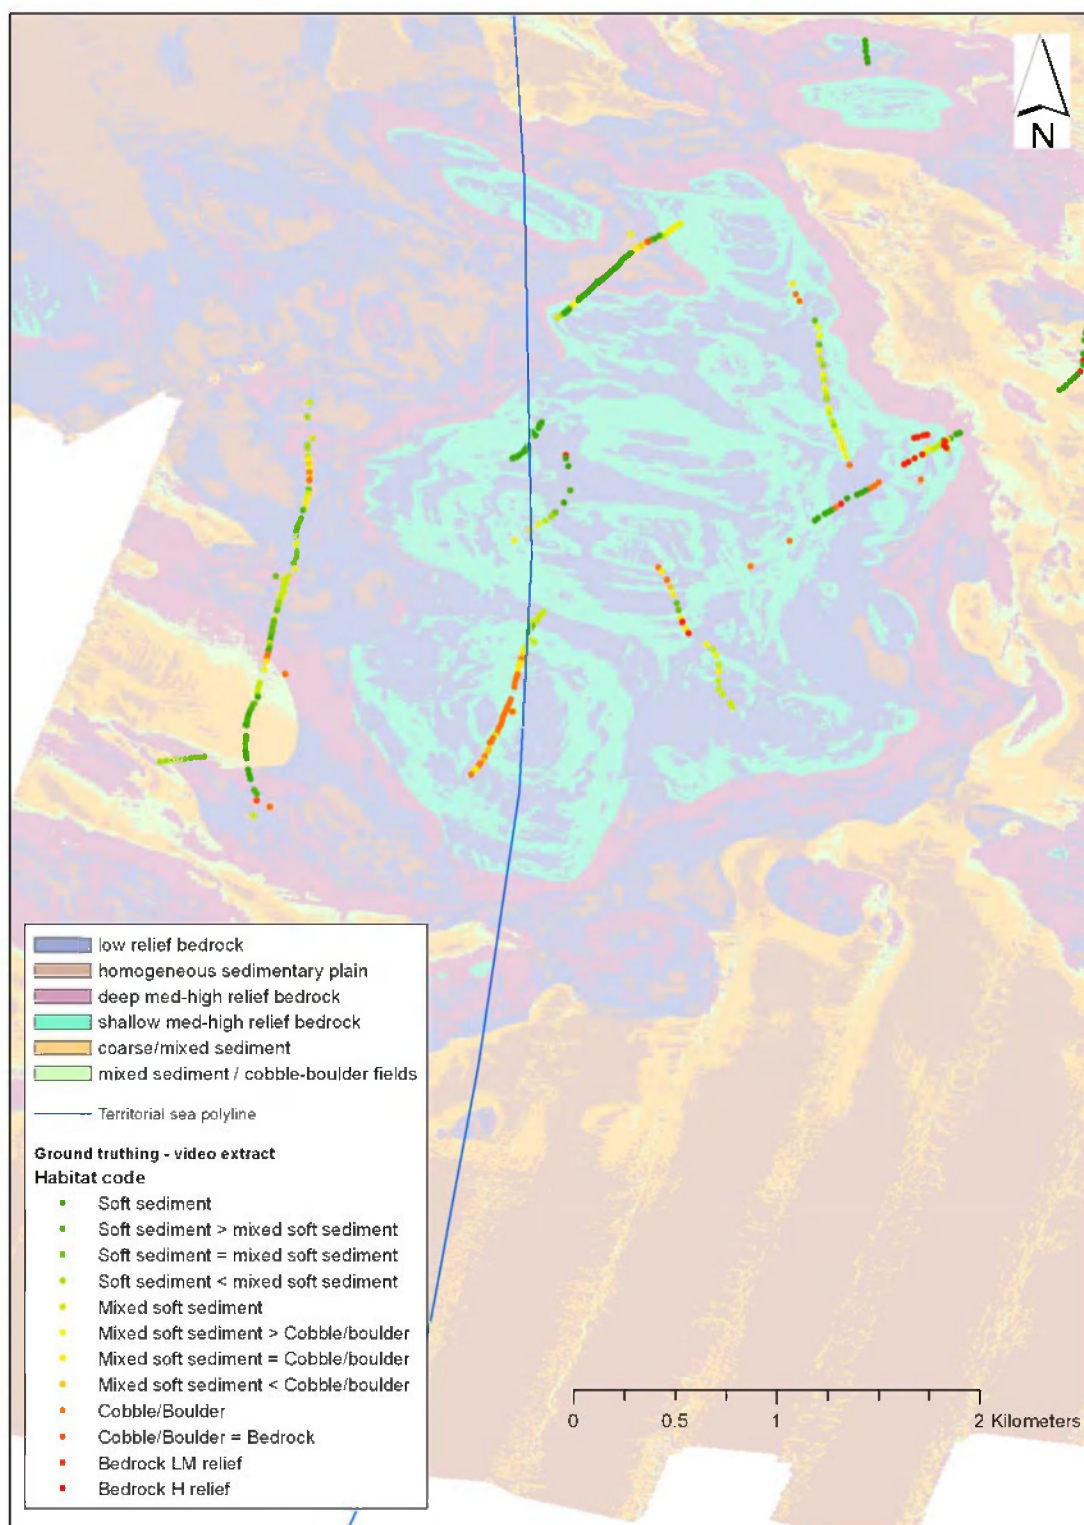 N
low relief bedrock
homogeneous sedimentary plain
deep med-high relief bedrock
shallow med-high relief bedrock
coarse/mixed sediment
mixed sediment / cobble-boulder fields
Territorial sea polyline
Ground truthing - video extract
Habitat code
Soft sediment
Soft sediment > mixed soft sediment
Soft sediment = mixed soft sediment
Soft sediment < mixed soft sediment
Mixed soft sediment
Mixed soft sediment > Cobble/boulder
Mixed soft sediment = Cobble/boulder
Mixed soft sediment < Cobble/boulder
Cobble/Boulder
Cobble/Boulder = Bedrock
Bedrock LM relief
Bedrock H relief
0 0.5 1 2 Kilometers